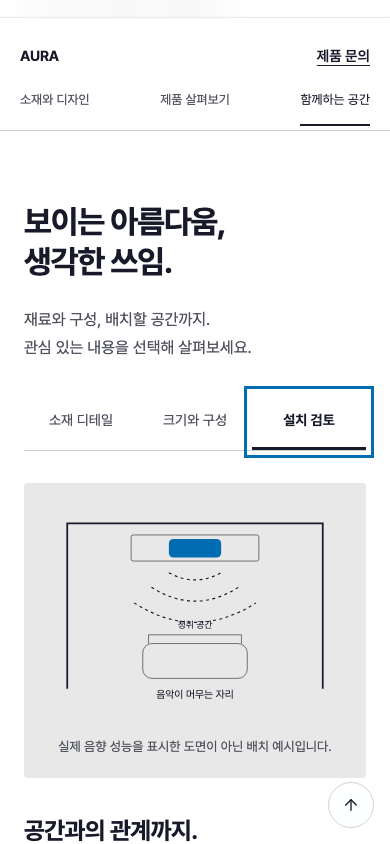 AURA
제품 문의
소재와 디자인
제품 살펴보기
함께하는 공간
보이는 아름다움,
생각한 쓰임.
재료와 구성, 배치할 공간까지.
관심 있는 내용을 선택해 살펴보세요.
소재 디테일
크기와 구성
설치 검토
청취 공간
음악이 머무는 자리
실제 음향 성능을 표시한 도면이 아닌 배치 예시입니다.
공간과의 관계까지.